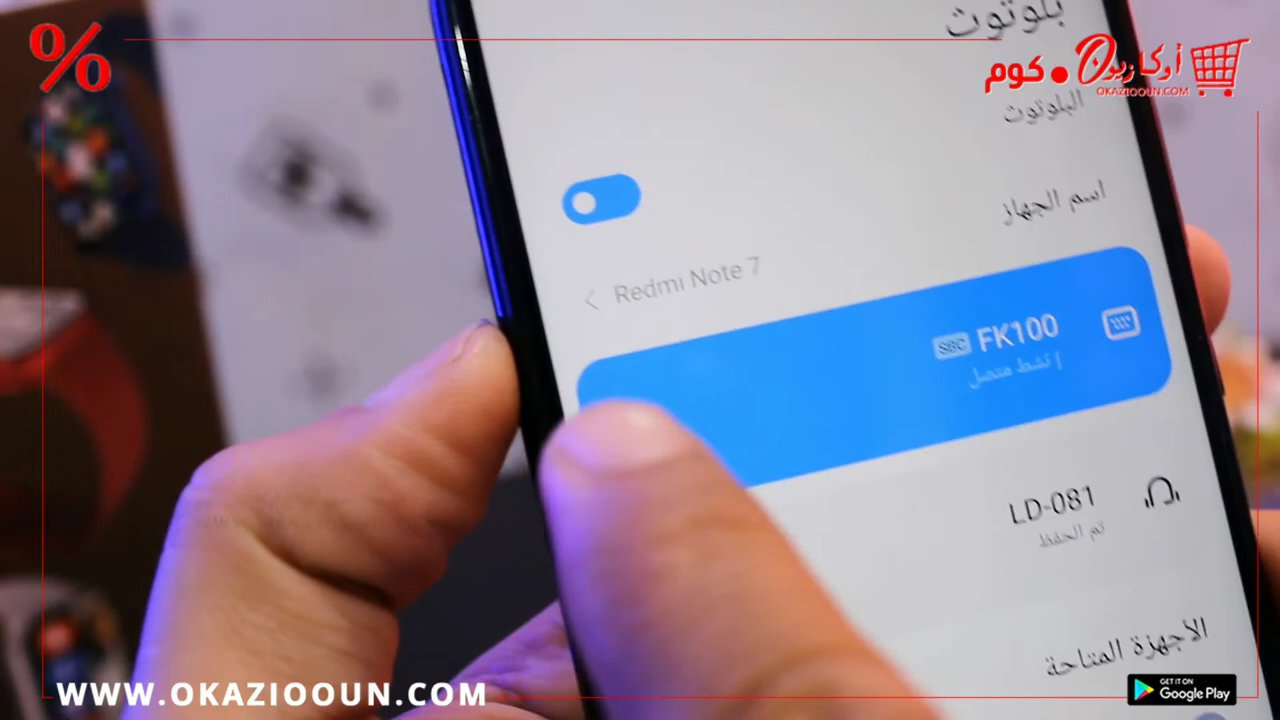 %
بلوتوث
أوكازيون.كوم
OKAZIOOUN.COM
البلوتوث
اسم الجهاز
Redmi Note 7
FK100 SBC
نشط متصل
LD-081
تم الحفظ
الأجهزة المتاحة
WWW.OKAZIOOUN.COM
GET IT ON
Google Play